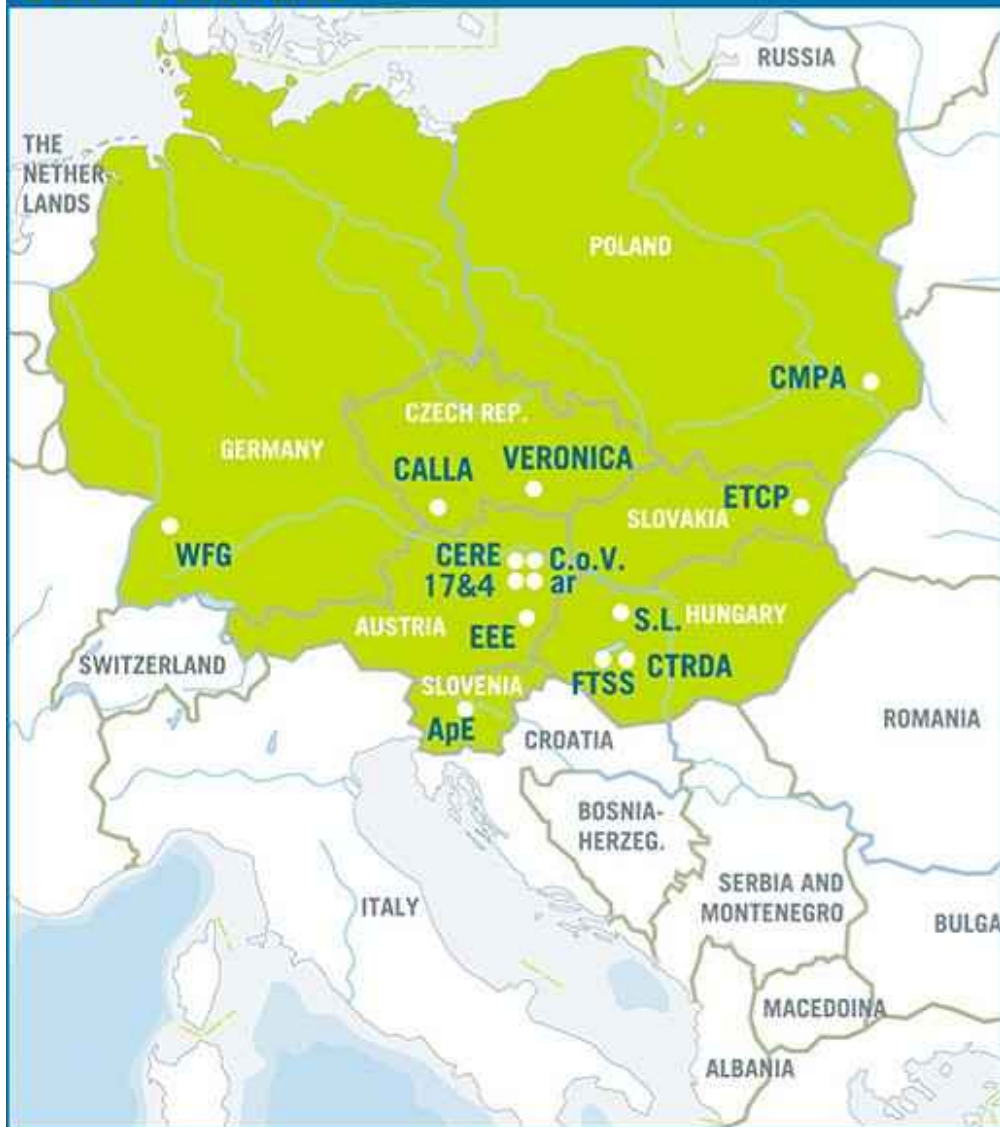 RUSSIA
THE
NETHER-
LANDS
POLAND
CMPA
CZECH REP.
GERMANY
VERONICA
CALLA
ETCP
SLOVAKIA
WFG
CERE
C.o.V.
17&4
ar
S.L.
HUNGARY
AUSTRIA
EEE
SWITZERLAND
FTSS
CTRDA
SLOVENIA
ApE
CROATIA
ROMANIA
BOSNIA-
HERZEG.
SERBIA AND
MONTENEGRO
ITALY
BULGA
MACEDOINA
ALBANIA